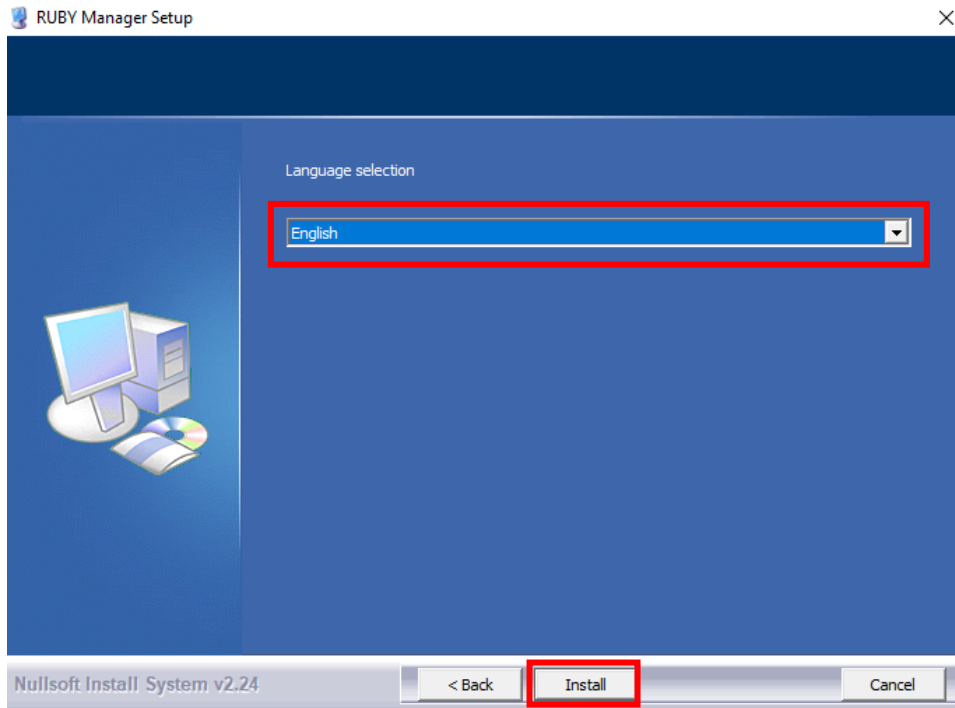 RUBY Manager Setup
Language selection
English
Nullsoft Install System v2.24
< Back
Install
Cancel